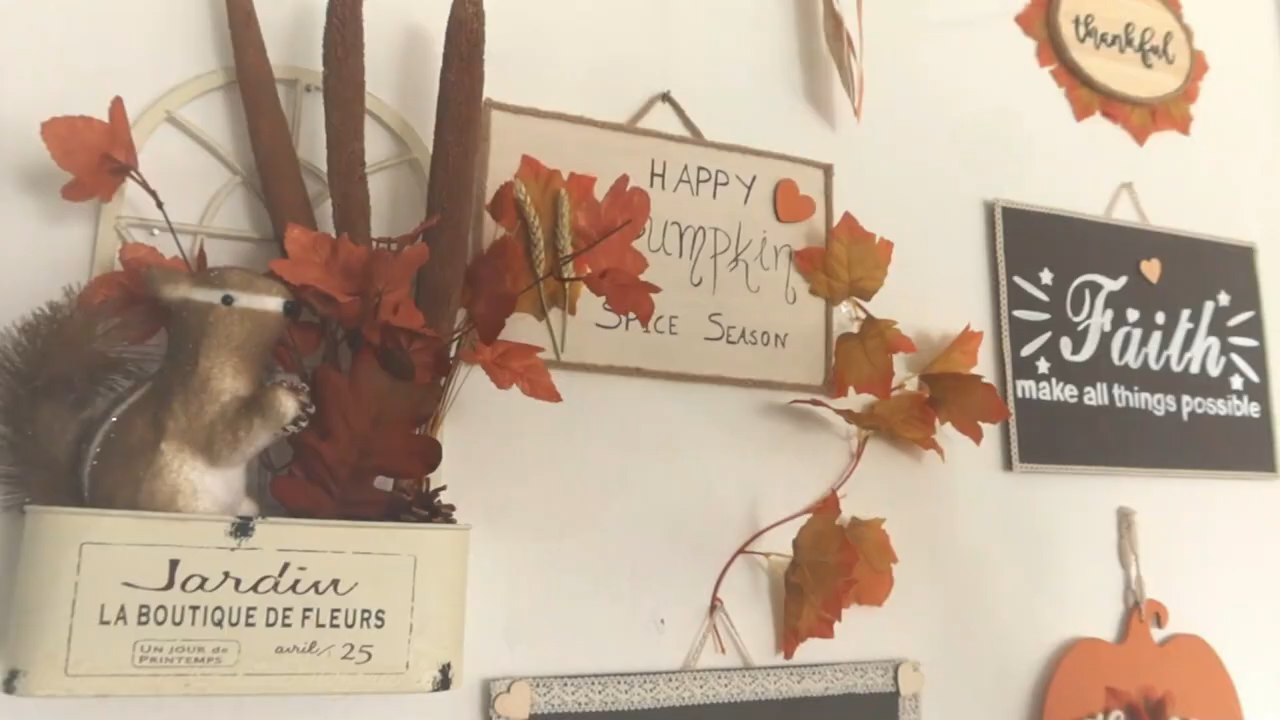 thankful
HAPPY
Pumpkin
SPICE SEASON
Faith
make all things possible
Jardin
LA BOUTIQUE DE FLEURS
UN JOUR de
PRINTEMPS
avril/25